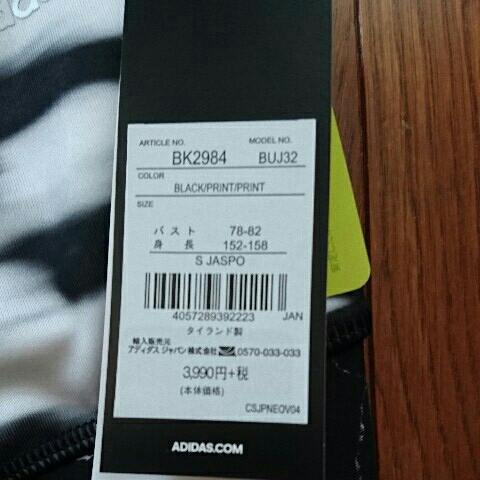 ARTICLE NO. MODEL NO.
BK2984 BUJ32
COLOR
BLACK/PRINT/PRINT
SIZE
バスト 78-82
身長 152-158
S JASPO
4057289392223 JAN
タイランド製
輸入販売元
アディダス ジャパン株式会社 0570-033-033
3,990円+税
(本体価格)
CSJPNEOV04
ADIDAS.COM